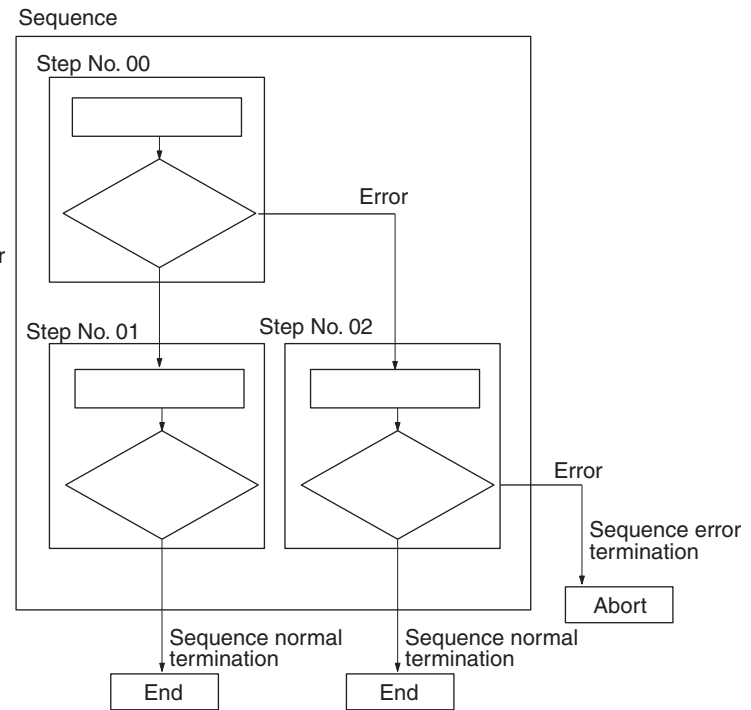 Sequence
Step No. 00
Error
r
Step No. 01
Step No. 02
Error
Sequence error
termination
Abort
Sequence normal
termination
Sequence normal
termination
End
End